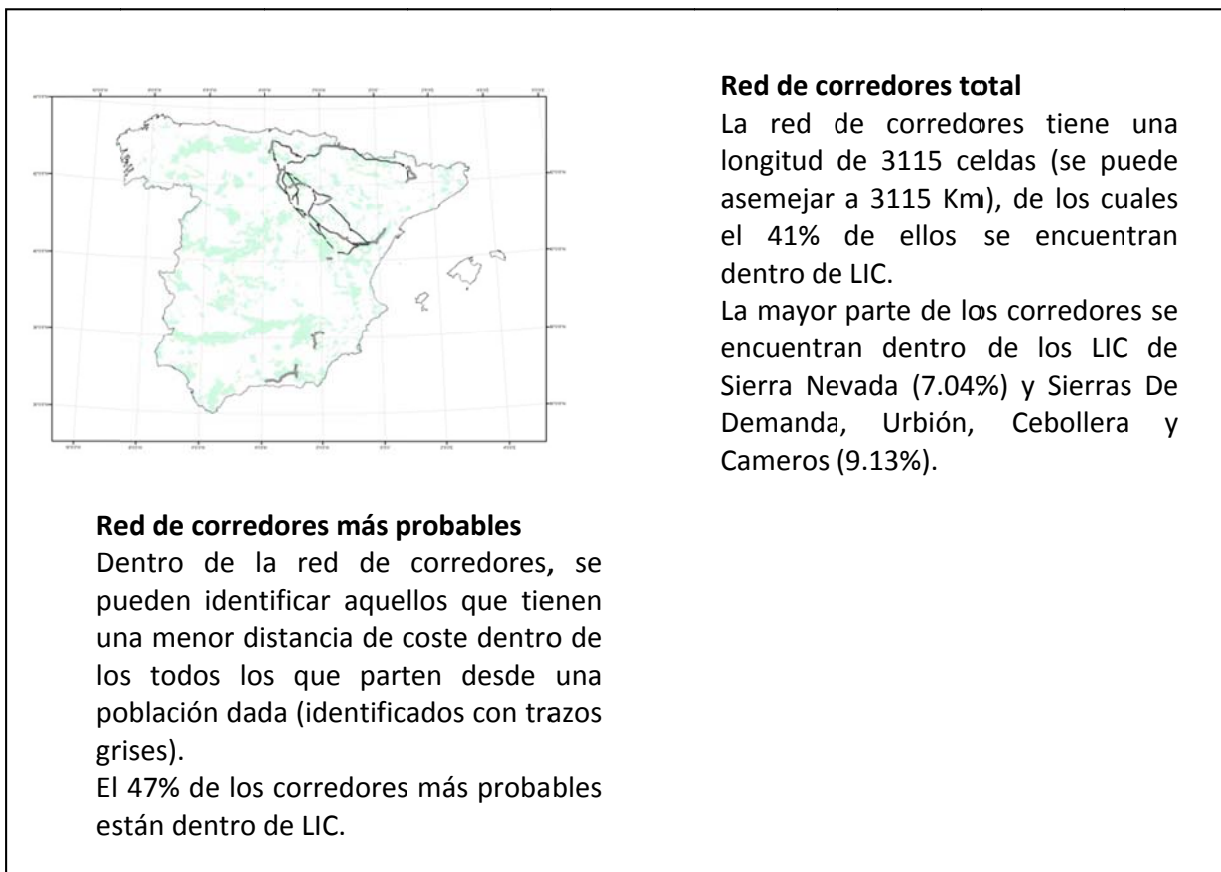 Red de corredores total
La red de corredores tiene una
longitud de 3115 celdas (se puede
asemejar a 3115 Km), de los cuales
el 41% de ellos se encuentran
dentro de LIC.
La mayor parte de los corredores se
encuentran dentro de los LIC de
Sierra Nevada (7.04%) y Sierras De
Demanda, Urbión, Cebollera y
Cameros (9.13%).
Red de corredores más probables
Dentro de la red de corredores, se
pueden identificar aquellos que tienen
una menor distancia de coste dentro de
los todos los que parten desde una
población dada (identificados con trazos
grises).
El 47% de los corredores más probables
están dentro de LIC.